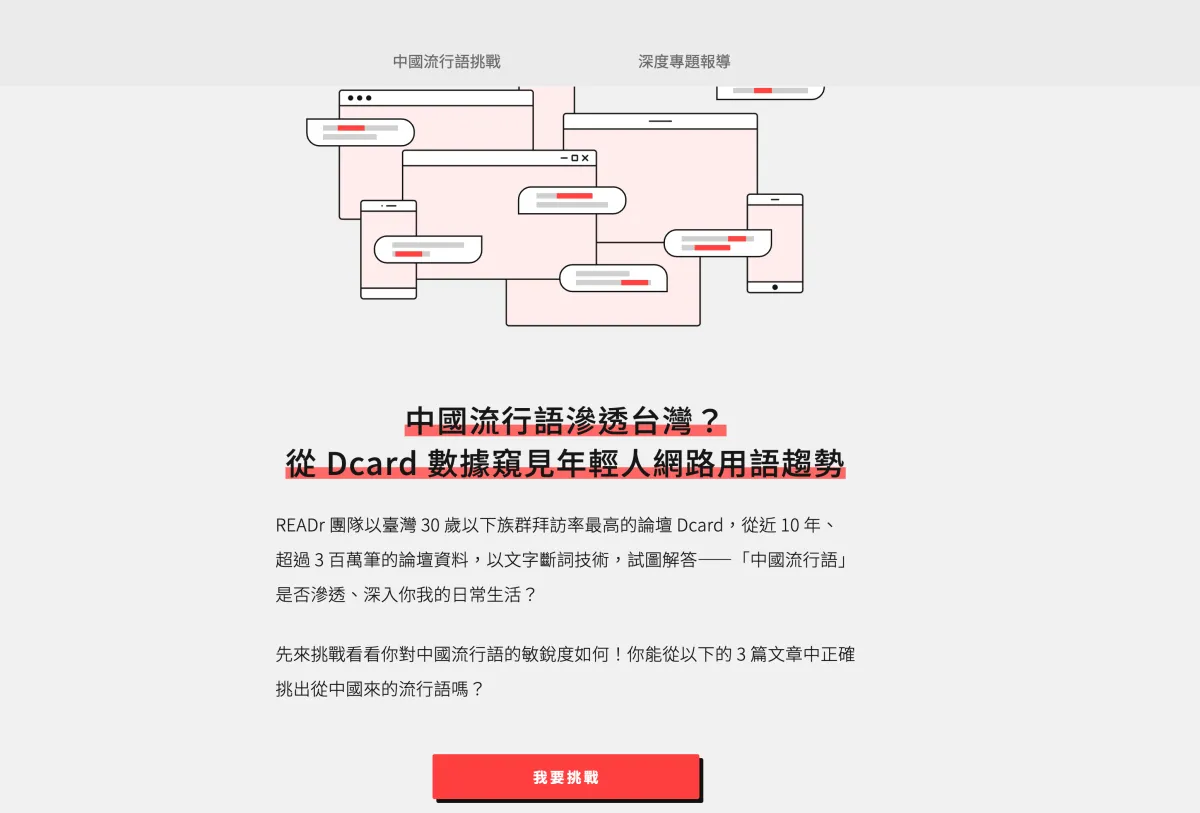 中國流行語挑戰
深度專題報導
中國流行語滲透台灣？
從 Dcard 數據窺見年輕人網路用語趨勢
READr 團隊以臺灣 30 歲以下族群拜訪率最高的論壇 Dcard，從近 10 年、
超過 3 百萬筆的論壇資料，以文字斷詞技術，試圖解答——「中國流行語」
是否滲透、深入你我的日常生活？
先來挑戰看看你對中國流行語的敏銳度如何！你能從以下的 3 篇文章中正確
挑出從中國來的流行語嗎？
我要挑戰